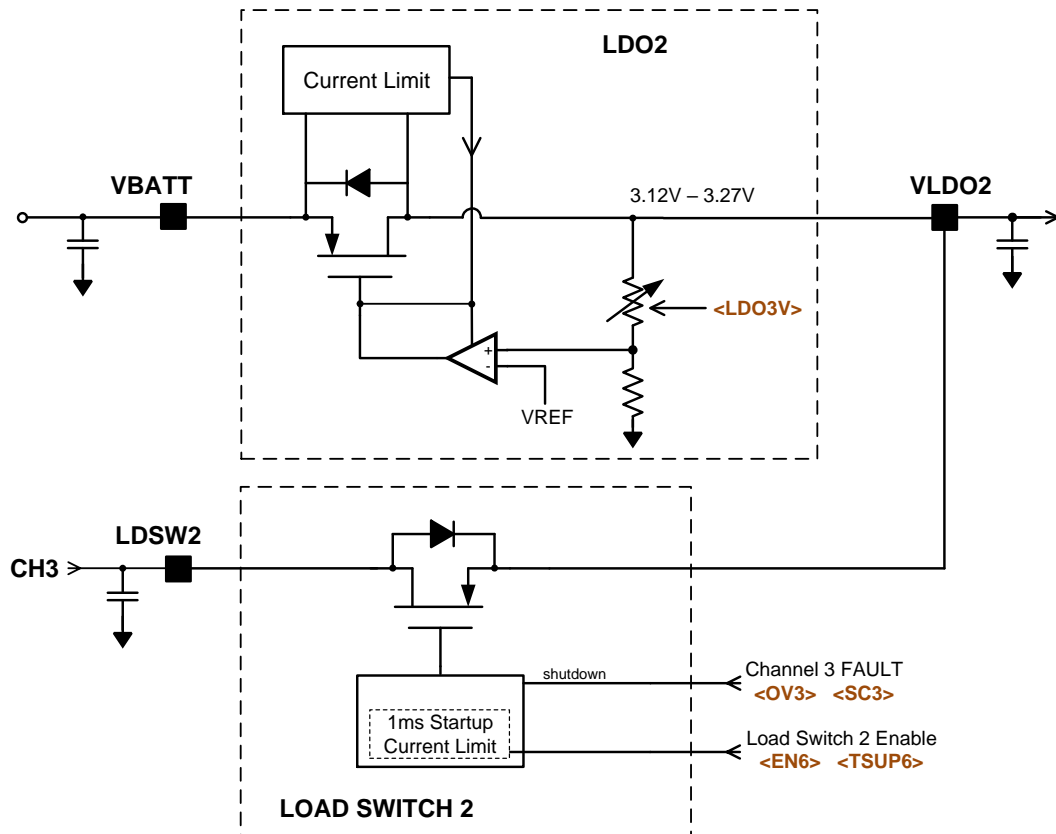 LDO2
Current Limit
VBATT
3.12V – 3.27V
VLDO2
<LDO3V>
+
-
VREF
LDSW2
CH3
shutdown
Channel 3 FAULT
<OV3> <SC3>
1ms Startup
Current Limit
Load Switch 2 Enable
<EN6> <TSUP6>
LOAD SWITCH 2